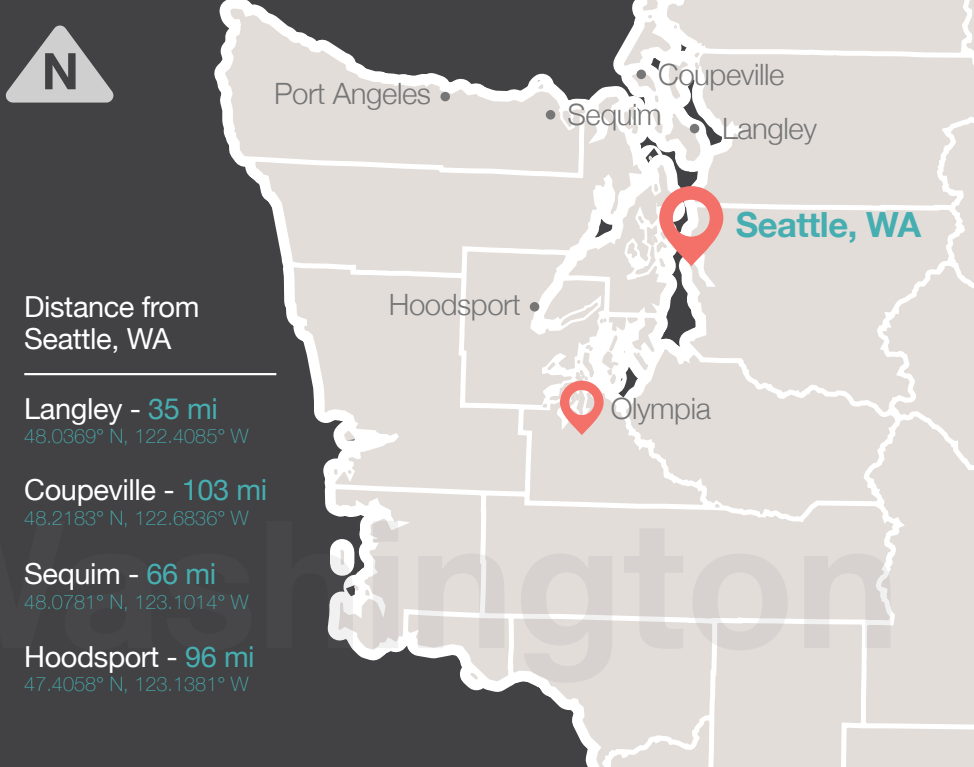 N
Coupeville
Port Angeles
Sequim
Langley
Seattle, WA
Hoodsport
Distance from
Seattle, WA
Olympia
Langley - 35 mi
48.0369° N, 122.4085° W
Coupeville - 103 mi
48.2183° N, 122.6836° W
Sequim - 66 mi
48.0781° N, 123.1014° W
Washington
Hoodsport - 96 mi
47.4058° N, 123.1381° W